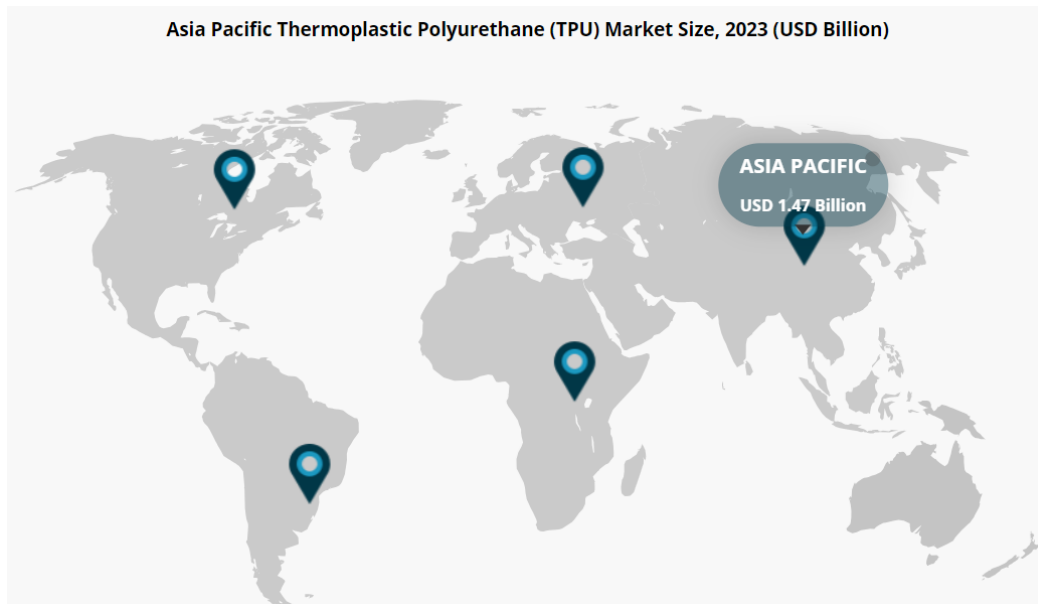 Asia Pacific Thermoplastic Polyurethane (TPU) Market Size, 2023 (USD Billion)
ASIA PACIFIC
USD 1.47 Billion